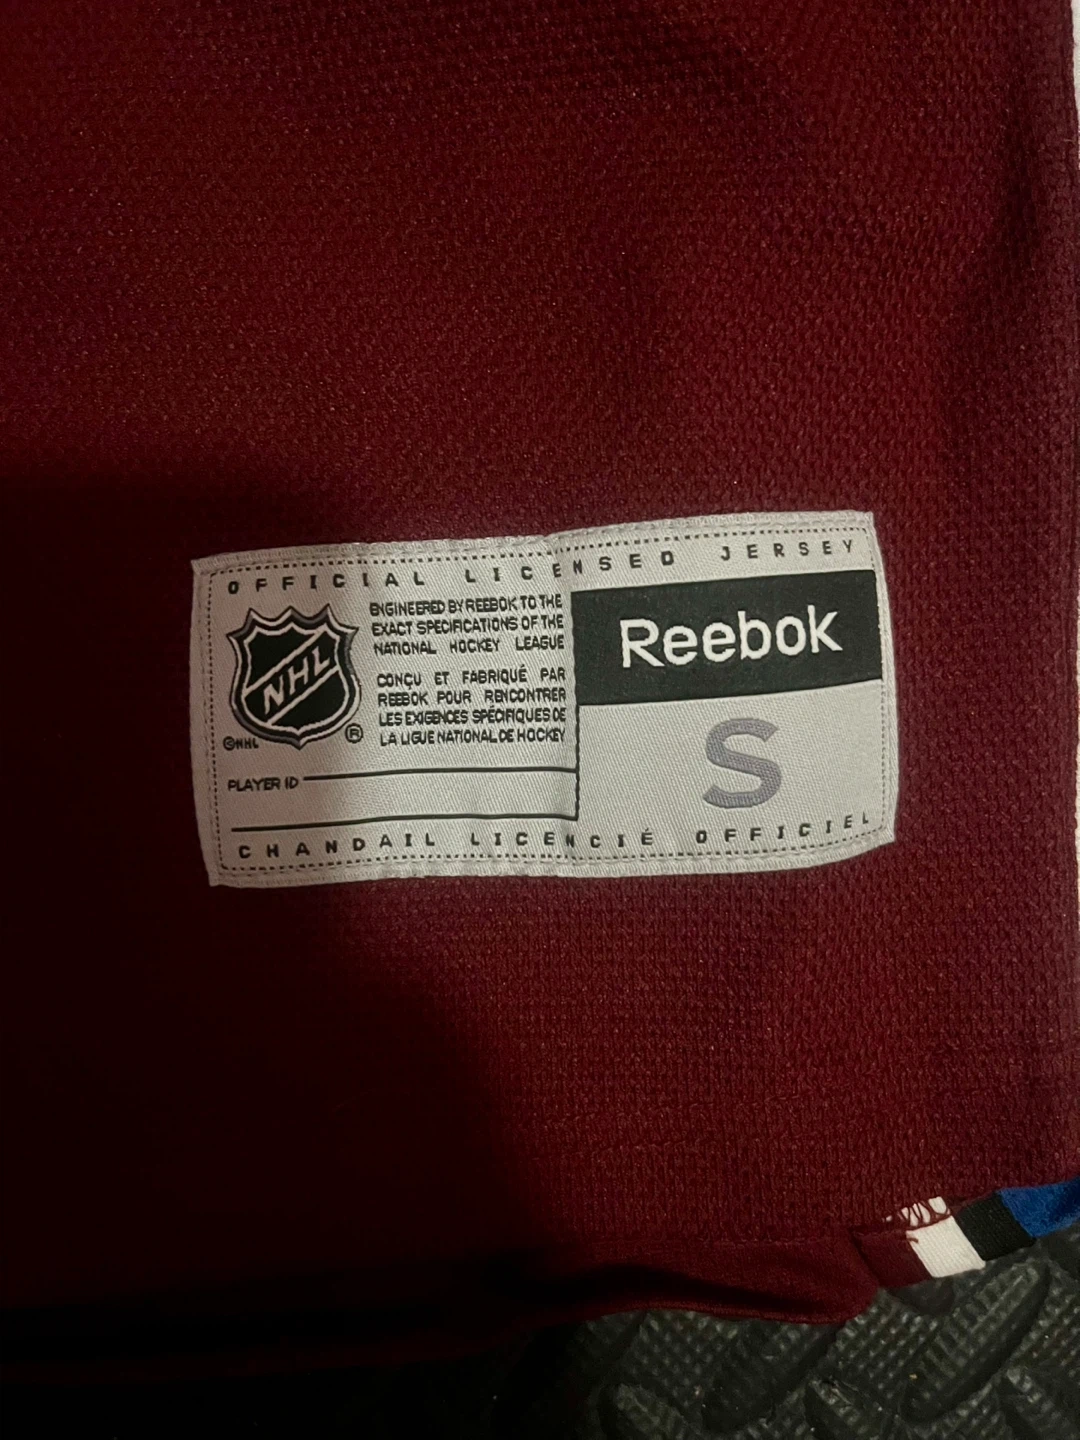 OFFICIAL LICENSED JERSEY
NHL
©NHL
®
ENGINEERED BY REEBOK TO THE
EXACT SPECIFICATIONS OF THE
NATIONAL HOCKEY LEAGUE
CONÇU ET FABRIQUÉ PAR
REEBOK POUR RENCONTRER
LES EXIGENCES SPÉCIFIQUES DE
LA LIGUE NATIONAL DE HOCKEY
Reebok
S
PLAYER ID
CHANDAIL LICENCIÉ OFFICIEL